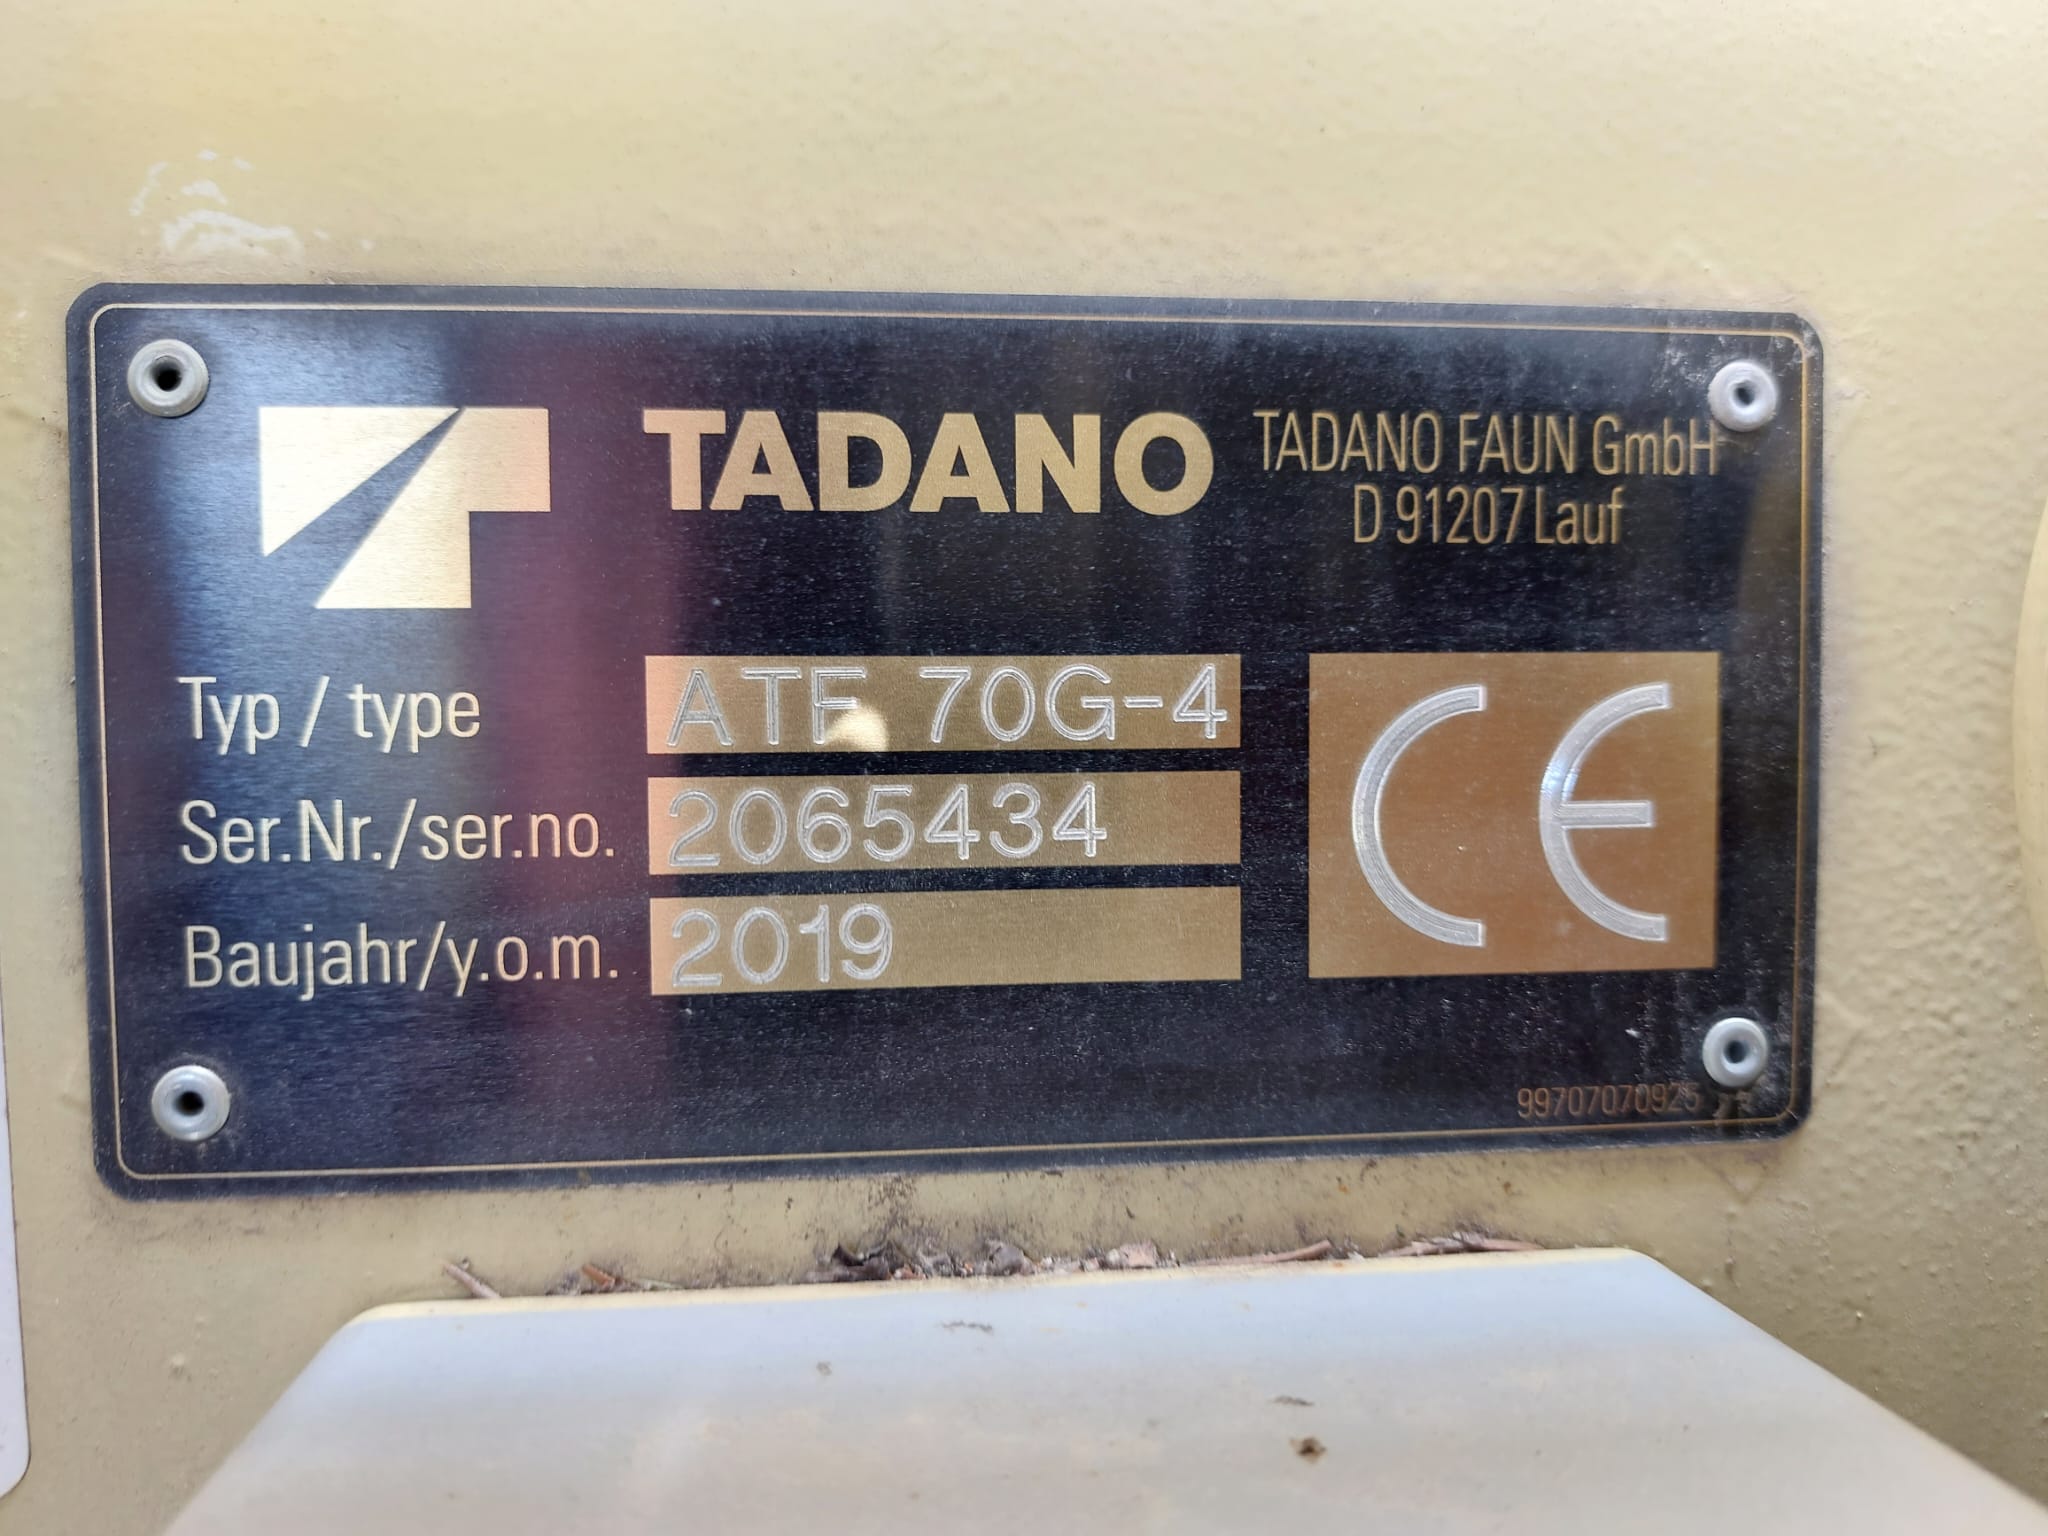 TADANO
TADANO FAUN GmbH
D 91207 Lauf
Typ / type ATF 70G-4
Ser.Nr./ser.no. 2065434
Baujahr/y.o.m. 2019
CE
99707070925